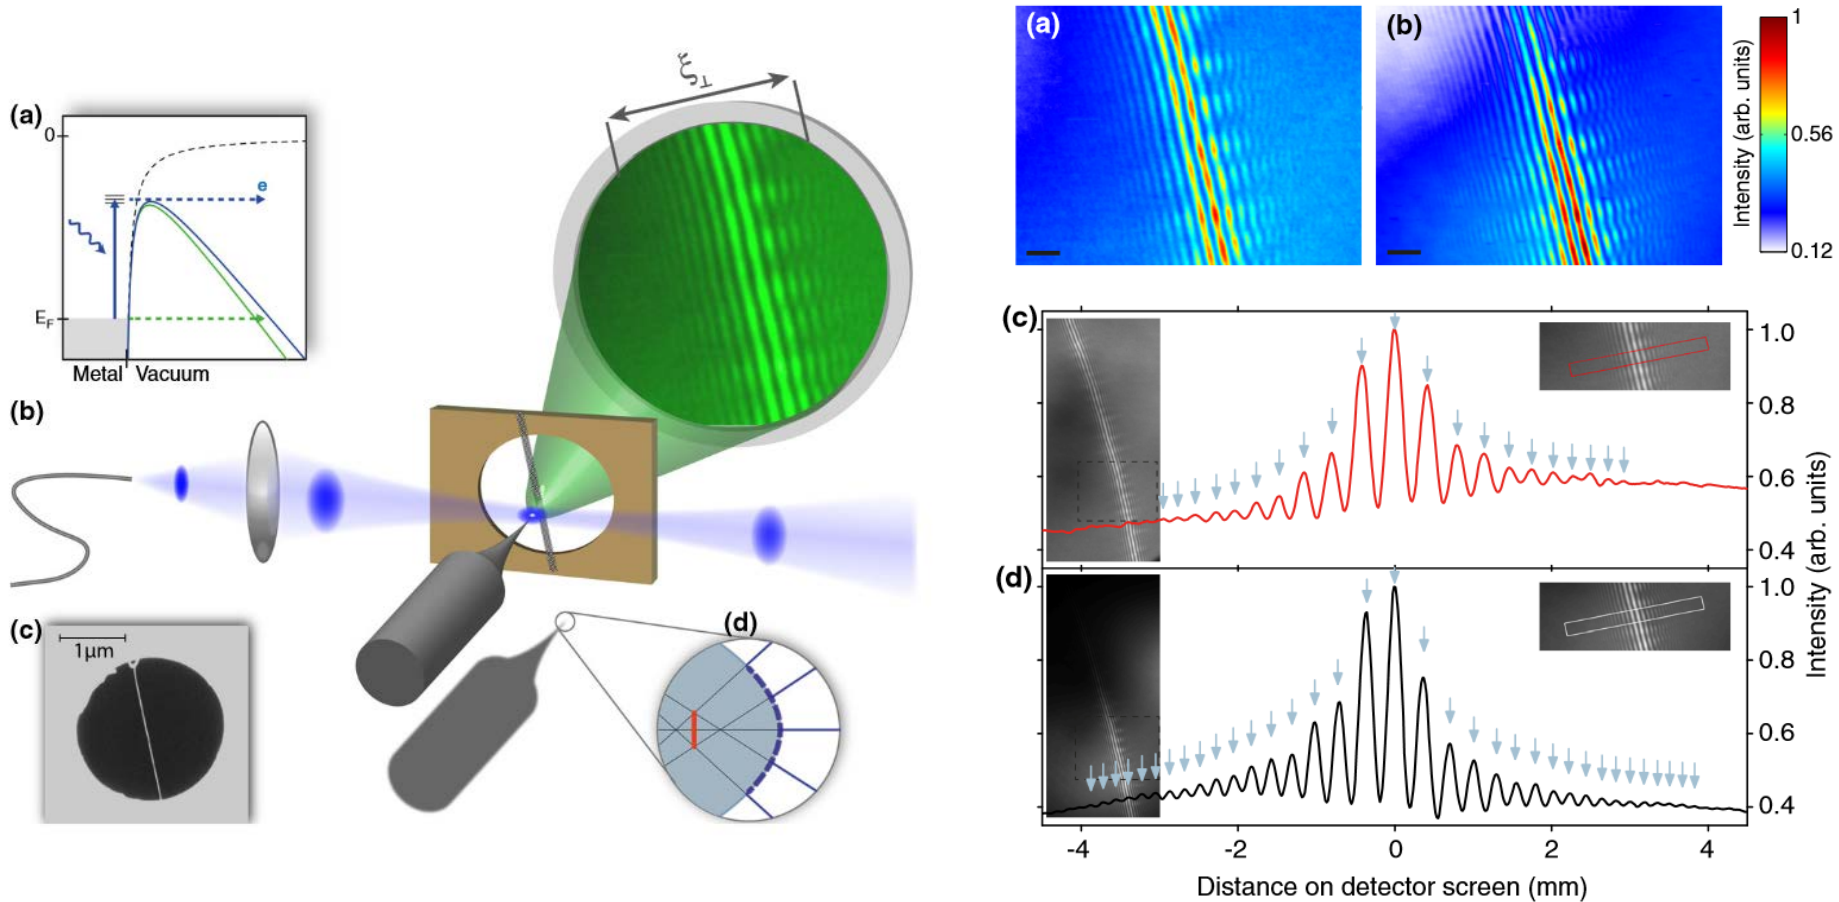 (a)
0
e
E_F
Metal
Vacuum
(b)
(c)
1μm
(d)
ξ⊥
(a)
(b)
1
0.56
0.12
Intensity (arb. units)
(c)
1.0
0.8
0.6
0.4
(d)
1.0
0.8
0.6
0.4
Intensity (arb. units)
-4
-2
0
2
4
Distance on detector screen (mm)